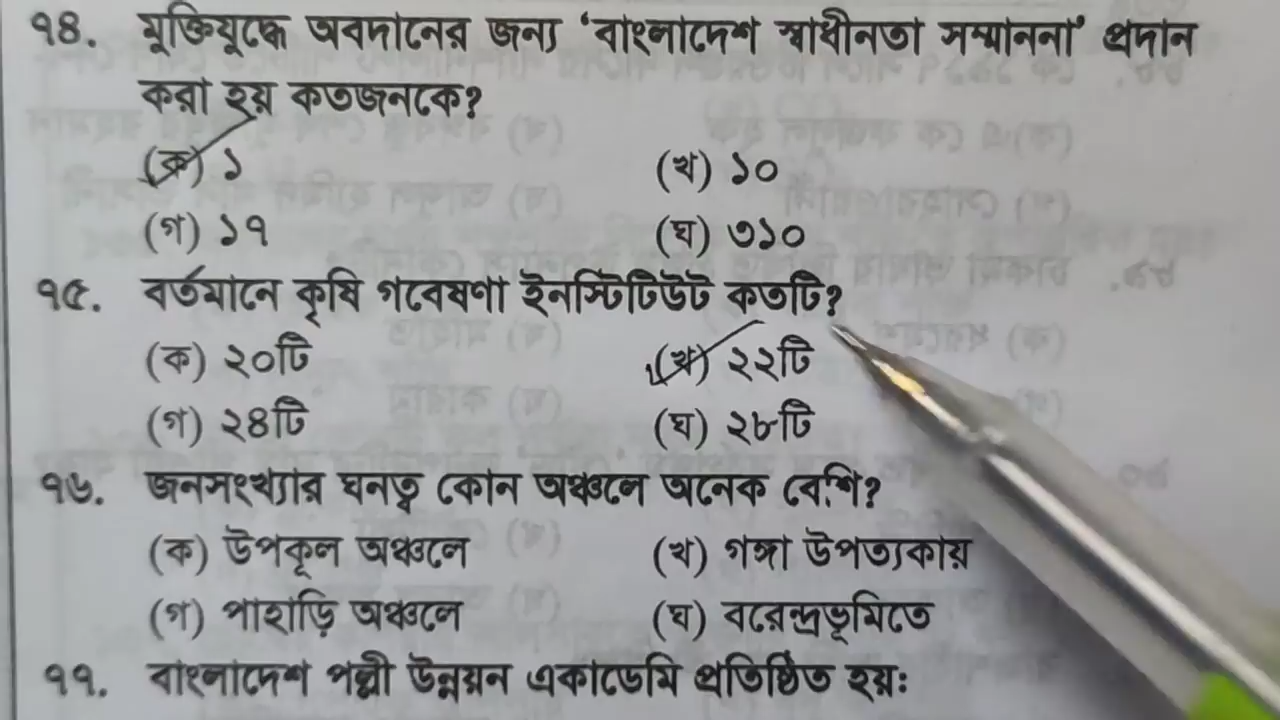 ৭৪. মুক্তিযুদ্ধে অবদানের জন্য ‘বাংলাদেশ স্বাধীনতা সম্মাননা’ প্রদান
করা হয় কতজনকে?
(ক) ১ (খ) ১০
(গ) ১৭ (ঘ) ৩১০
৭৫. বর্তমানে কৃষি গবেষণা ইনস্টিটিউট কতটি?
(ক) ২০টি (খ) ২২টি
(গ) ২৪টি (ঘ) ২৮টি
৭৬. জনসংখ্যার ঘনত্ব কোন অঞ্চলে অনেক বেশি?
(ক) উপকূল অঞ্চলে (খ) গঙ্গা উপত্যকায়
(গ) পাহাড়ি অঞ্চলে (ঘ) বরেন্দ্রভূমিতে
৭৭. বাংলাদেশ পল্লী উন্নয়ন একাডেমি প্রতিষ্ঠিত হয়ঃ